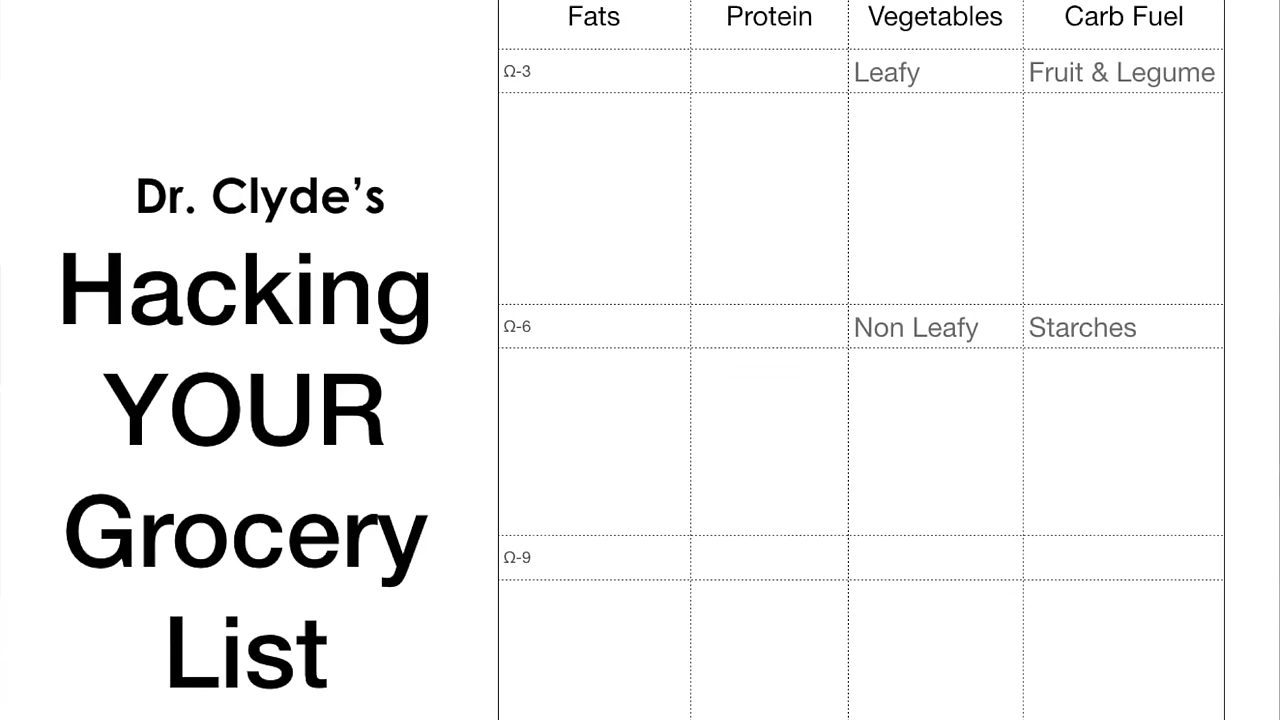 Dr. Clyde’s
Hacking
YOUR
Grocery
List
Fats Protein Vegetables Carb Fuel
Ω-3 Leafy Fruit & Legume
Ω-6 Non Leafy Starches
Ω-9